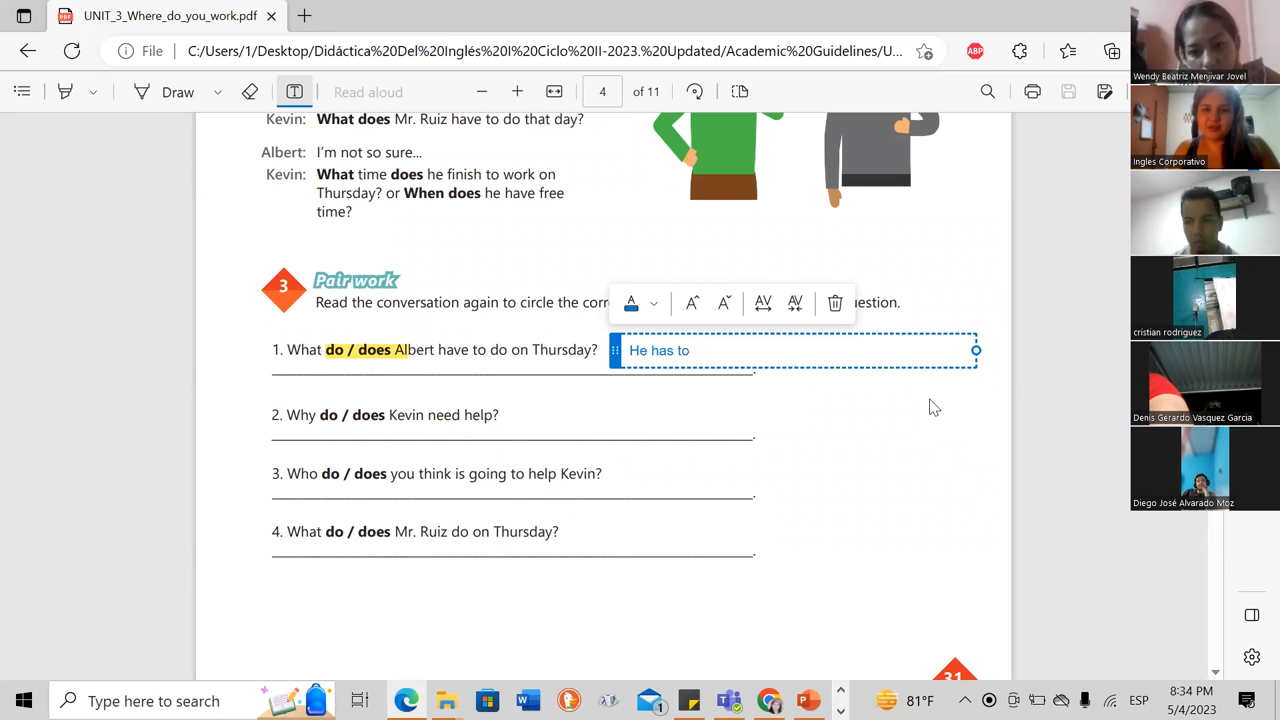 UNIT_3_Where_do_you_work.pdf
File
C:/Users/1/Desktop/Didáctica%20Del%20Inglés%20I%20Ciclo%20II-2023.%20Updated/Academic%20Guidelines/U...
ABP
Draw
Read aloud
4 of 11
Kevin: What does Mr. Ruiz have to do that day?
Albert: I'm not so sure...
Kevin: What time does he finish to work on
Thursday? or When does he have free
time?
3 Pair work
Read the conversation again to circle the corr
uestion.
1. What do / does Albert have to do on Thursday?
He has to
2. Why do / does Kevin need help?
3. Who do / does you think is going to help Kevin?
4. What do / does Mr. Ruiz do on Thursday?
31
Wendy Beatriz Menjivar Jovel
Ingles Corporativo
cristian rodriguez
Denis Gerardo Vasquez Garcia
Diego José Alvarado Moz
Type here to search
81°F
ESP
8:34 PM
5/4/2023